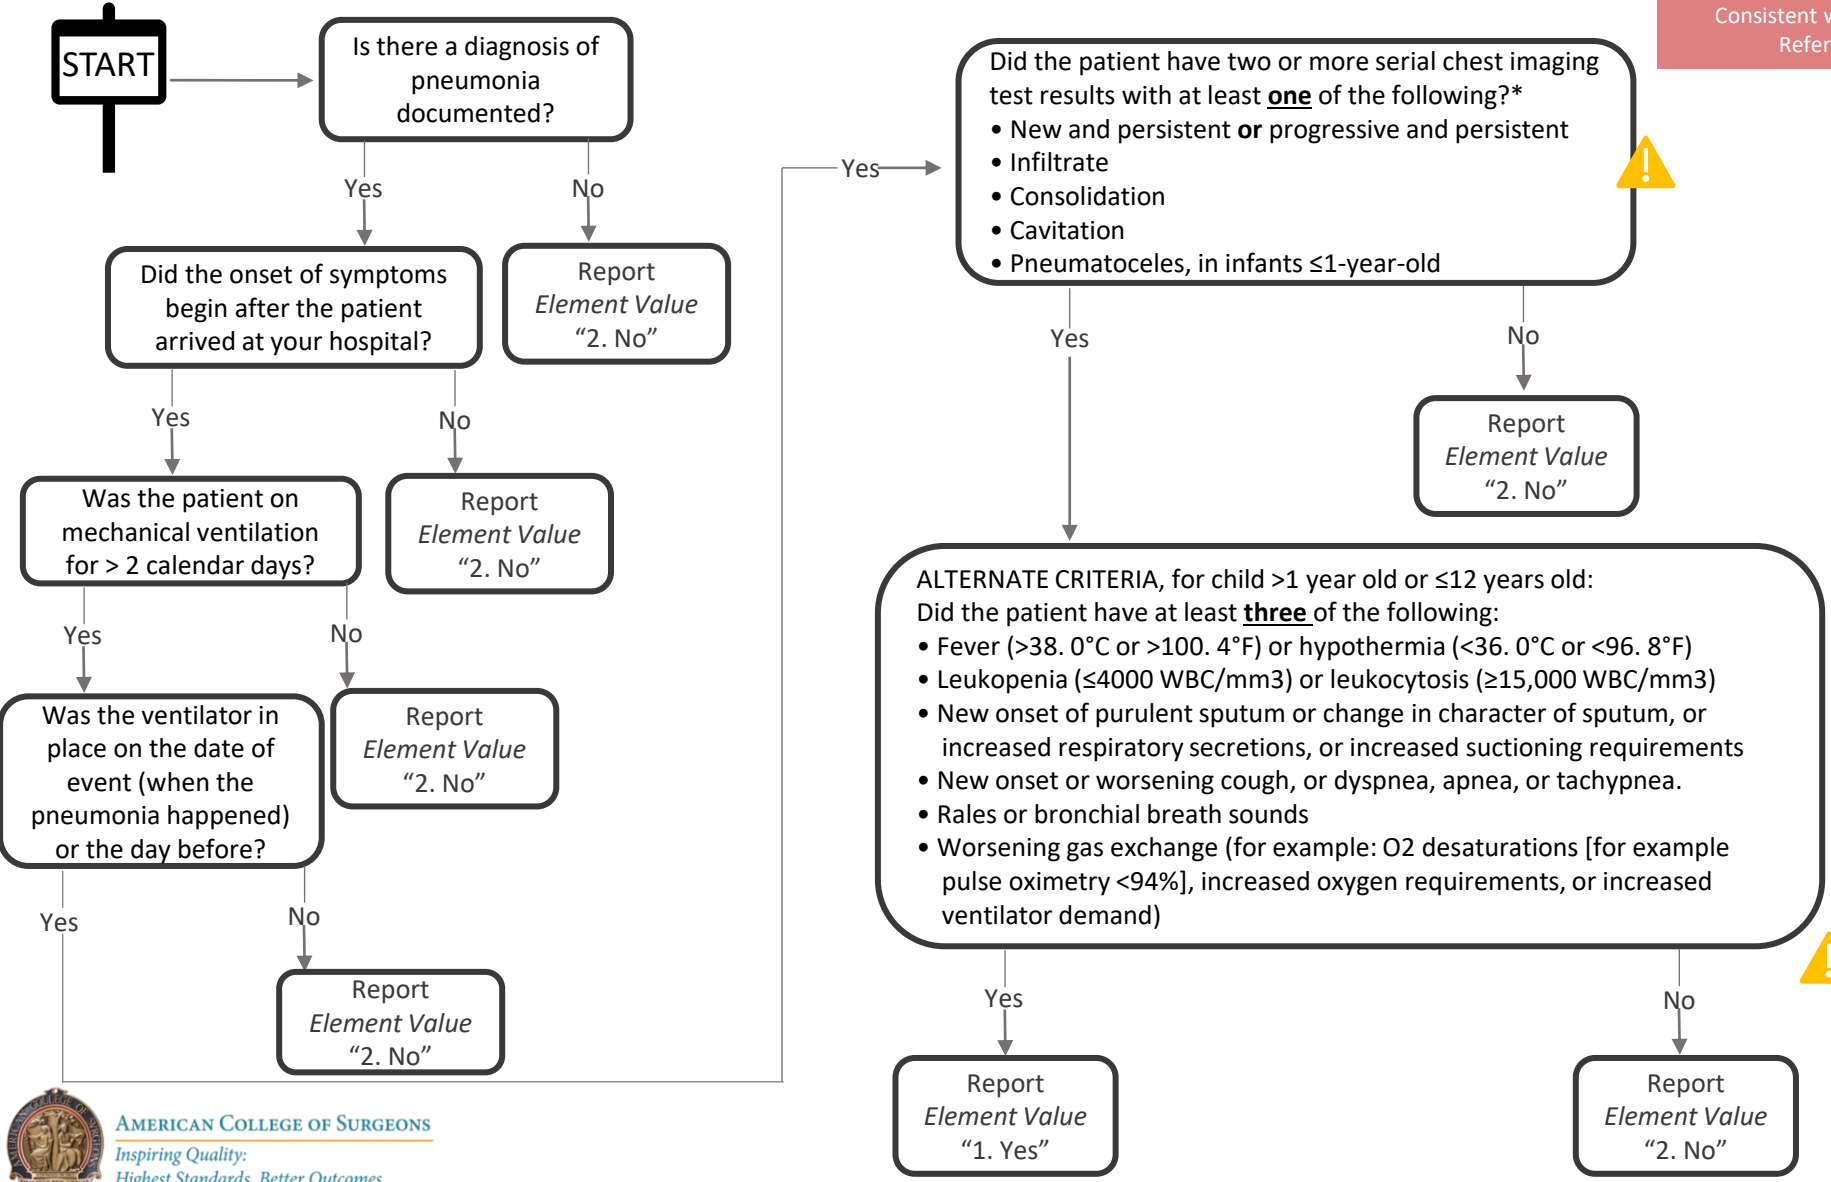 START
Is there a diagnosis of
pneumonia
documented?
Yes
No
Report
Element Value
“2. No”
Did the onset of symptoms
begin after the patient
arrived at your hospital?
Yes
No
Report
Element Value
“2. No”
Was the patient on
mechanical ventilation
for > 2 calendar days?
Yes
No
Report
Element Value
“2. No”
Was the ventilator in
place on the date of
event (when the
pneumonia happened)
or the day before?
Yes
No
Report
Element Value
“2. No”
Yes
Consistent
Refer
Did the patient have two or more serial chest imaging
test results with at least one of the following?*
• New and persistent or progressive and persistent
• Infiltrate
• Consolidation
• Cavitation
• Pneumatoceles, in infants ≤1-year-old
Yes
No
Report
Element Value
“2. No”
ALTERNATE CRITERIA, for child >1 year old or ≤12 years old:
Did the patient have at least three of the following:
• Fever (>38. 0°C or >100. 4°F) or hypothermia (<36. 0°C or <96. 8°F)
• Leukopenia (≤4000 WBC/mm3) or leukocytosis (≥15,000 WBC/mm3)
• New onset of purulent sputum or change in character of sputum, or
increased respiratory secretions, or increased suctioning requirements
• New onset or worsening cough, or dyspnea, apnea, or tachypnea.
• Rales or bronchial breath sounds
• Worsening gas exchange (for example: O2 desaturations [for example
pulse oximetry <94%], increased oxygen requirements, or increased
ventilator demand)
Yes
No
Report
Element Value
“1. Yes”
Report
Element Value
“2. No”
AMERICAN COLLEGE OF SURGEONS
Inspiring Quality:
Highest Standards, Better Outcomes